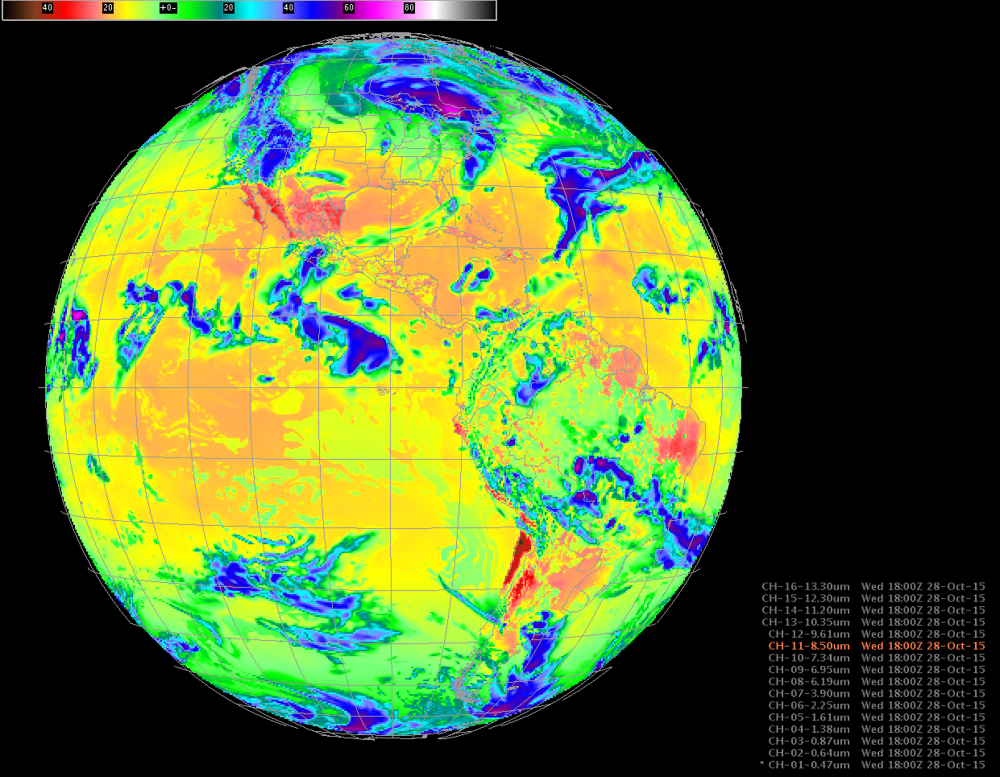 40 20 +0- 20 40 60 80
CH-16-13.30um Wed 18:00Z 28-Oct-15
CH-15-12.30um Wed 18:00Z 28-Oct-15
CH-14-11.20um Wed 18:00Z 28-Oct-15
CH-13-10.35um Wed 18:00Z 28-Oct-15
CH-12-9.61um Wed 18:00Z 28-Oct-15
CH-11-8.50um Wed 18:00Z 28-Oct-15
CH-10-7.34um Wed 18:00Z 28-Oct-15
CH-09-6.95um Wed 18:00Z 28-Oct-15
CH-08-6.19um Wed 18:00Z 28-Oct-15
CH-07-3.90um Wed 18:00Z 28-Oct-15
CH-06-2.25um Wed 18:00Z 28-Oct-15
CH-05-1.61um Wed 18:00Z 28-Oct-15
CH-04-1.38um Wed 18:00Z 28-Oct-15
CH-03-0.87um Wed 18:00Z 28-Oct-15
CH-02-0.64um Wed 18:00Z 28-Oct-15
* CH-01-0.47um Wed 18:00Z 28-Oct-15